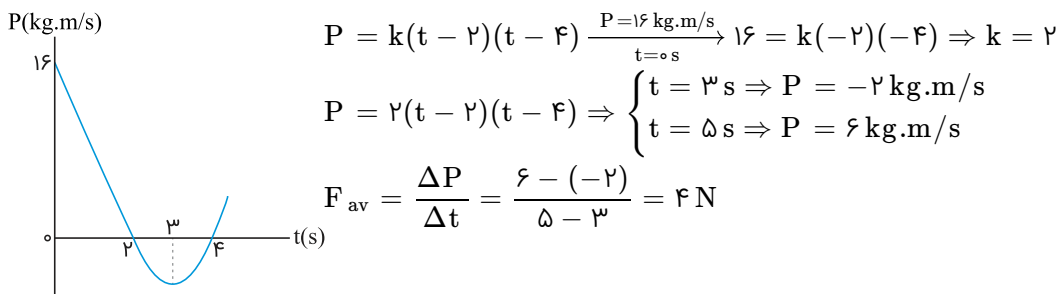 P(kg.m/s)
۱۶
۰
۲
۳
۴
t(s)
P = k(t − ۲)(t − ۴) $\xrightarrow[t=۰ s]{P=۱۶ kg.m/s}$ ۱۶ = k(−۲)(−۴) ⇒ k = ۲
P = ۲(t − ۲)(t − ۴) ⇒ { t = ۳ s ⇒ P = −۲ kg.m/s
t = ۵ s ⇒ P = ۶ kg.m/s
F av = ΔP/Δt = (۶ − (−۲))/(۵ − ۳) = ۴ N